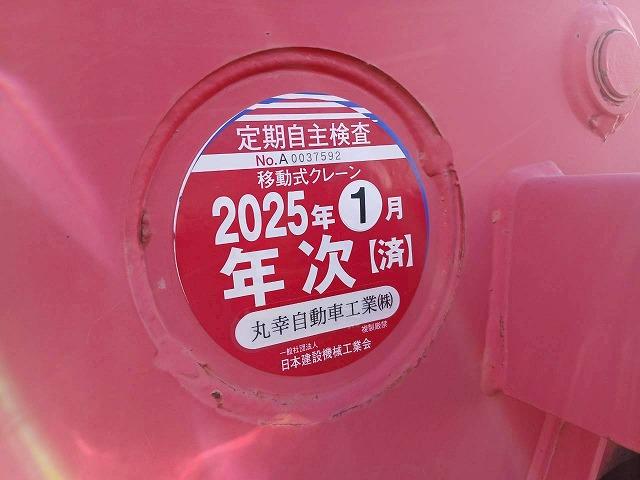 定期自主検査
No.A 0037592
移動式クレーン
2025年1月
年次【済】
丸幸自動車工業㈱
複製厳禁
一般社団法人
日本建設機械工業会